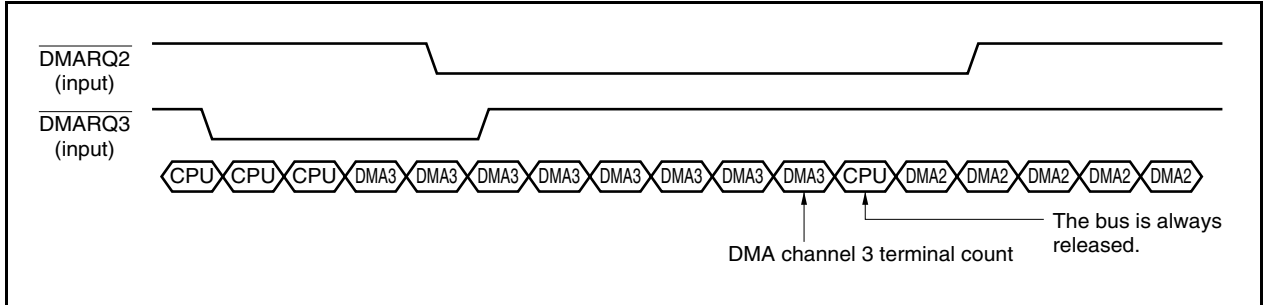 DMARQ2
(input)
DMARQ3
(input)
CPU CPU CPU DMA3 DMA3 DMA3 DMA3 DMA3 DMA3 DMA3 DMA3 CPU DMA2 DMA2 DMA2 DMA2 DMA2
The bus is always
released.
DMA channel 3 terminal count